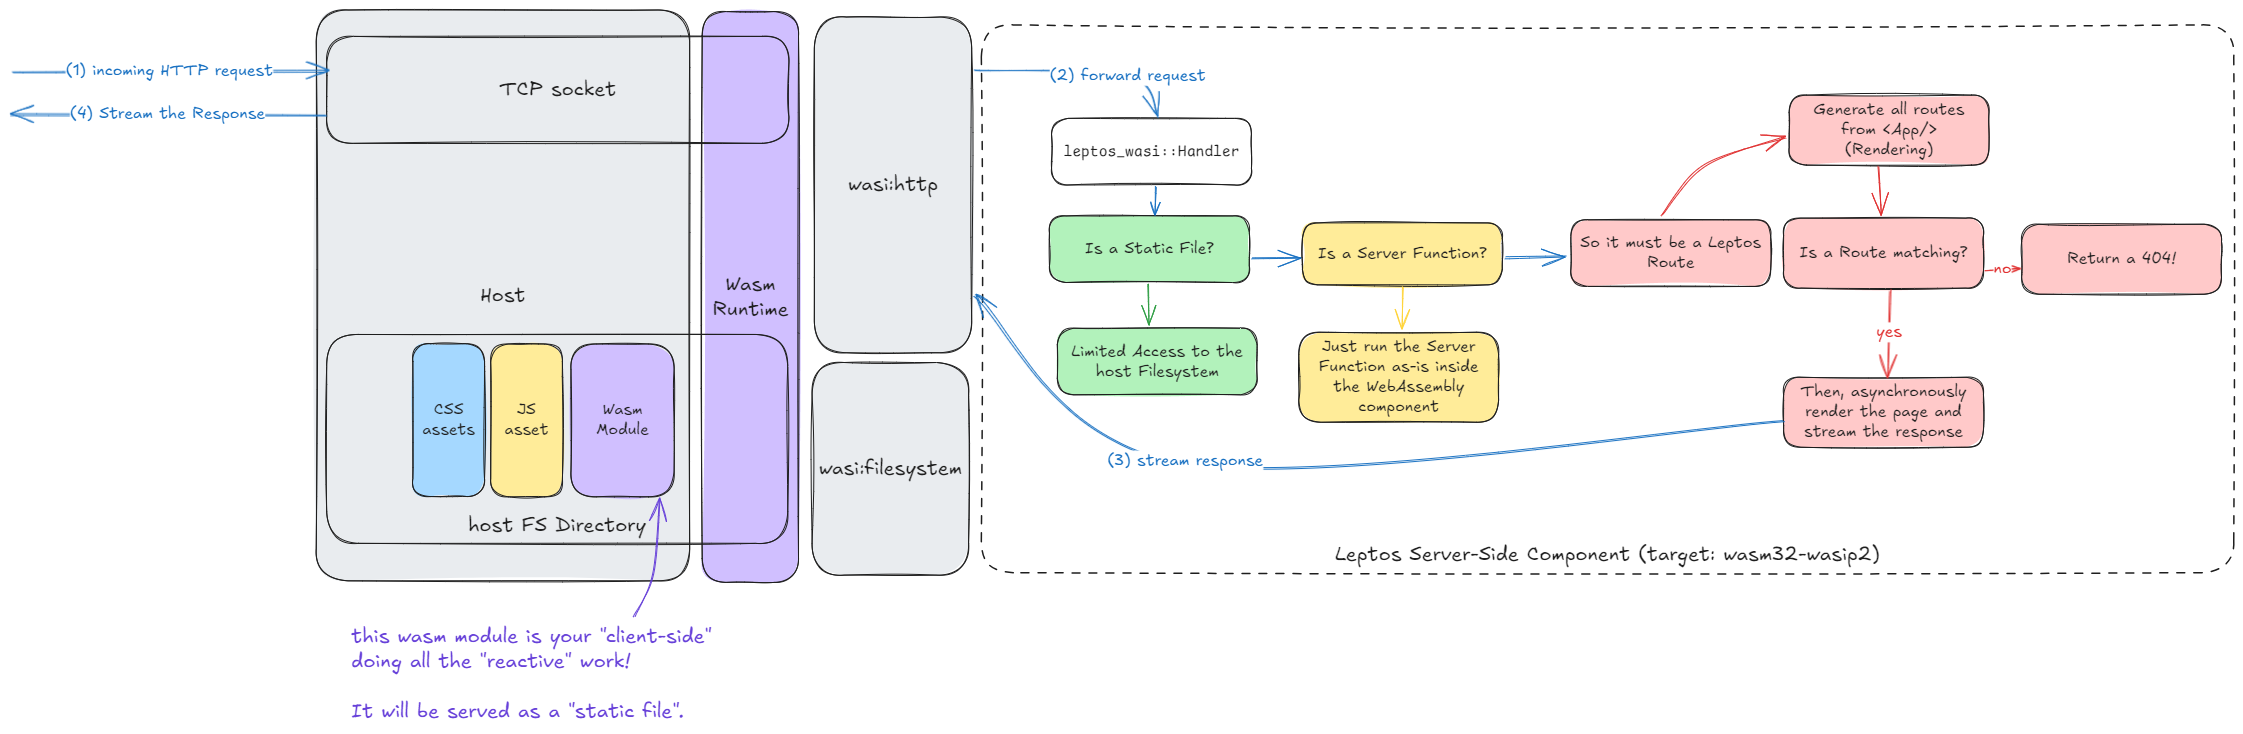 (1) incoming HTTP request
(4) Stream the Response
TCP socket
Host
Wasm
Runtime
CSS
assets
JS
asset
Wasm
Module
host FS Directory
this wasm module is your "client-side"
doing all the "reactive" work!
It will be served as a "static file".
wasi:http
wasi:filesystem
(2) forward request
leptos_wasi::Handler
Is a Static File?
Limited Access to the
host Filesystem
Is a Server Function?
Just run the Server
Function as-is inside
the WebAssembly
component
So it must be a Leptos
Route
Generate all routes
from <App/>
(Rendering)
Is a Route matching?
no
Return a 404!
yes
Then, asynchronously
render the page and
stream the response
(3) stream response
Leptos Server-Side Component (target: wasm32-wasip2)